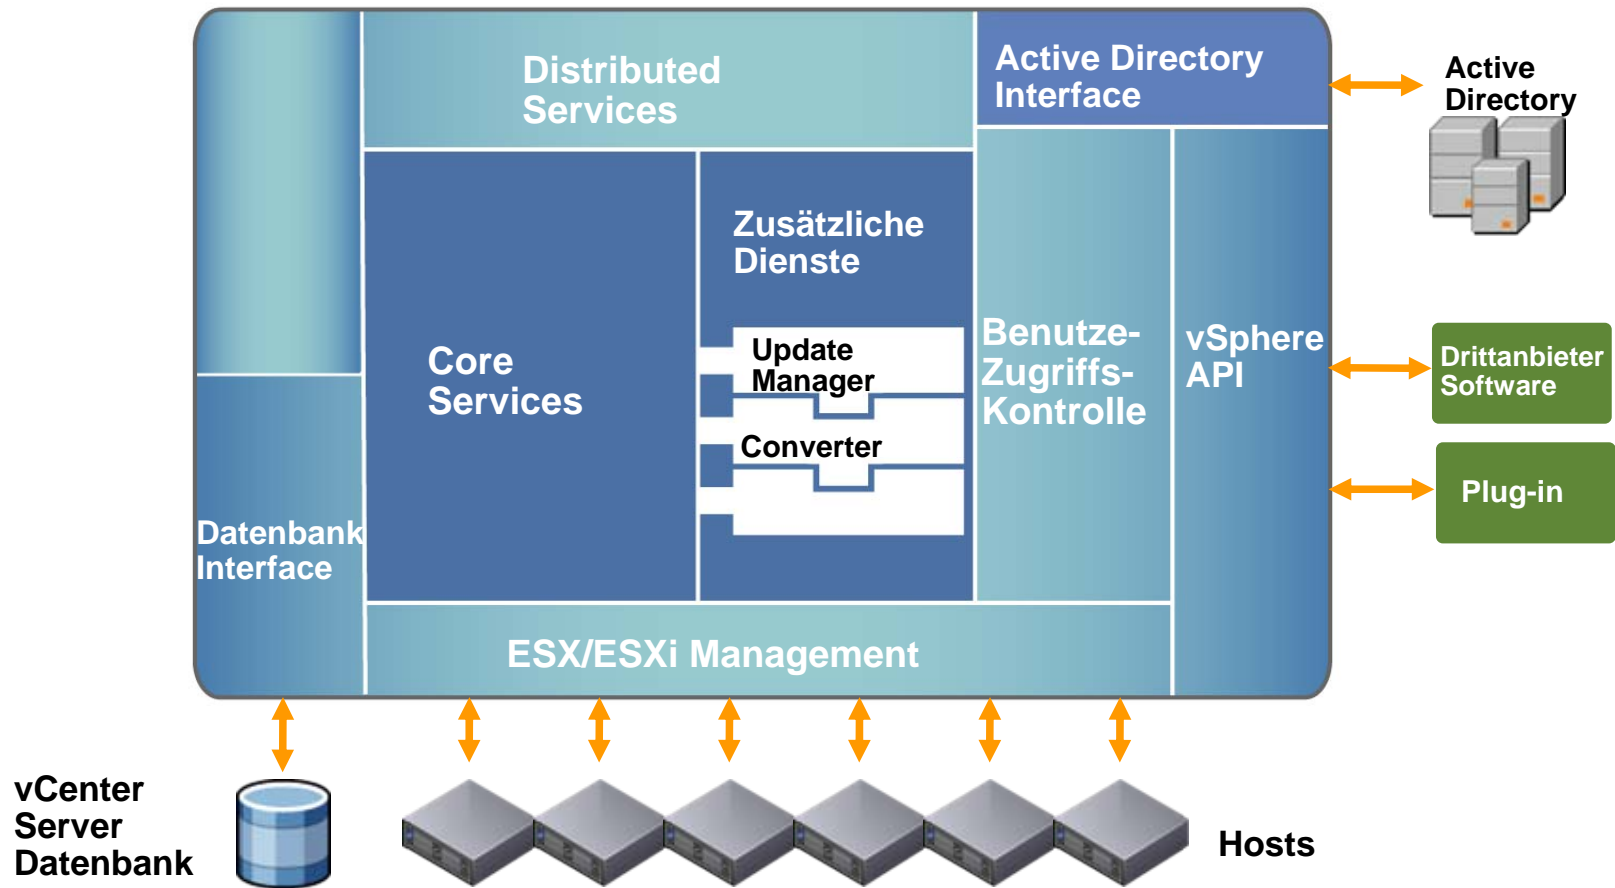 Distributed
Services
Active Directory
Interface
Active
Directory
Zusätzliche
Dienste
Core
Services
Update
Manager
Converter
Benutze-
Zugriffs-
Kontrolle
vSphere
API
Drittanbieter
Software
Plug-in
Datenbank
Interface
ESX/ESXi Management
vCenter
Server
Datenbank
Hosts